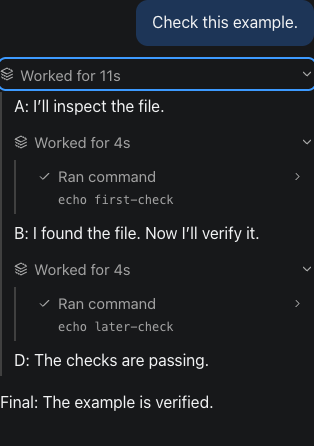 Check this example.
Worked for 11s
A: I’ll inspect the file.
Worked for 4s
Ran command
echo first-check
B: I found the file. Now I’ll verify it.
Worked for 4s
Ran command
echo later-check
D: The checks are passing.
Final: The example is verified.